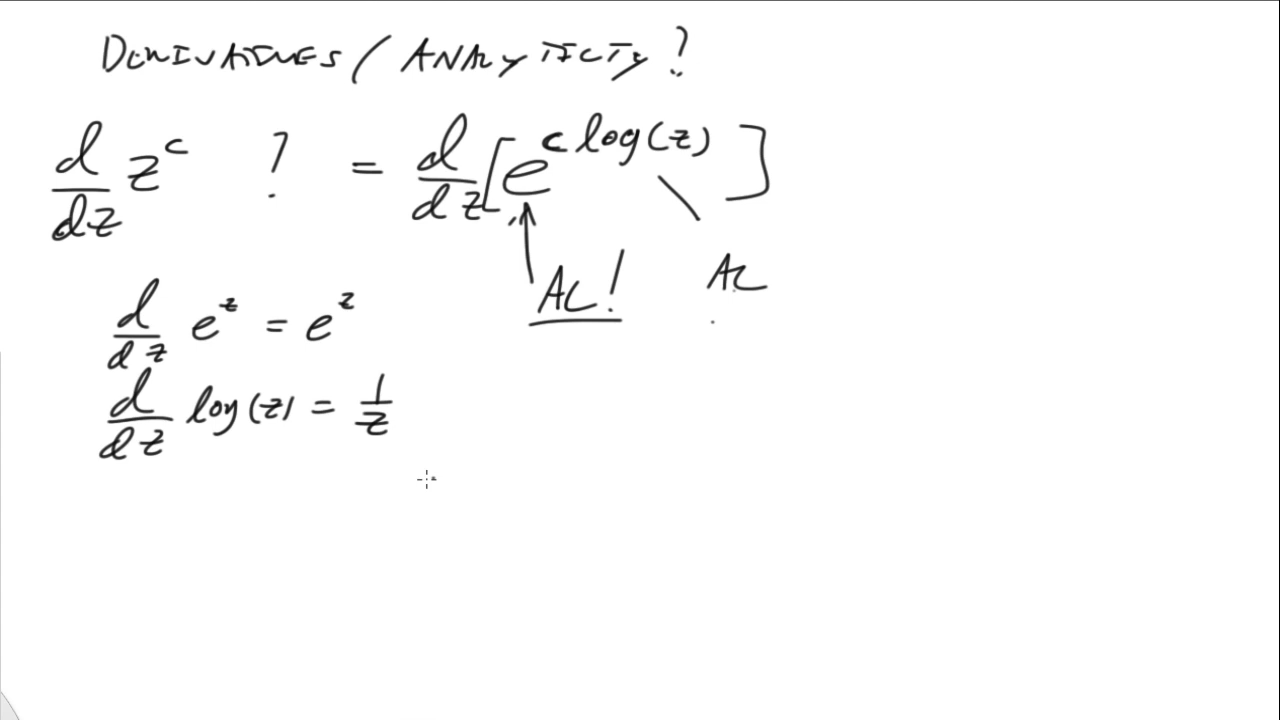 DERIVATIVES / ANALYTICITY?
d/dz z^c ? = d/dz [e^{c log(z)}]
AC! AC
d/dz e^z = e^z
d/dz log(z) = 1/z